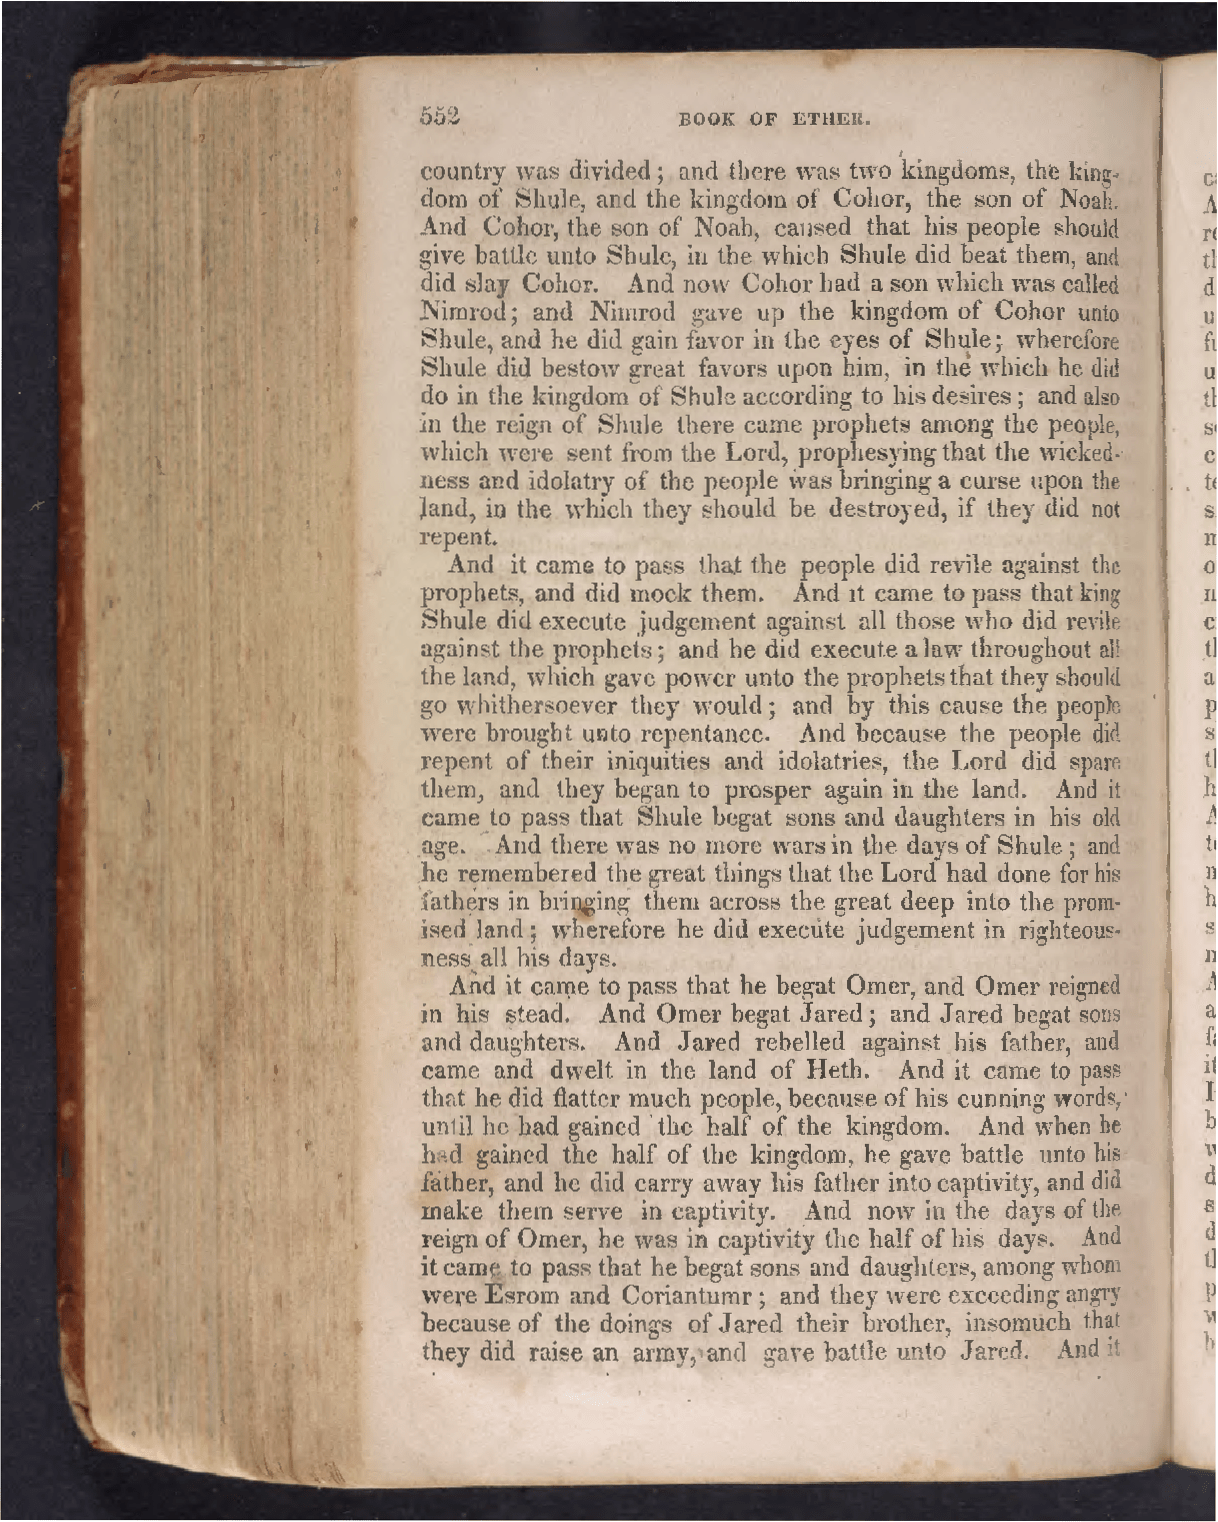 552 BOOK OF ETHER.
country was divided; and there was two kingdoms, the king-
dom of Shule, and the kingdom of Cohor, the son of Noah.
And Cohor, the son of Noah, caused that his people should
give battle unto Shule, in the which Shule did beat them, and
did slay Cohor. And now Cohor had a son which was called
Nimrod; and Nimrod gave up the kingdom of Cohor unto
Shule, and he did gain favor in the eyes of Shule; wherefore
Shule did bestow great favors upon him, in the which he did
do in the kingdom of Shule according to his desires; and also
in the reign of Shule there came prophets among the people,
which were sent from the Lord, prophesying that the wicked-
ness and idolatry of the people was bringing a curse upon the
land, in the which they should be destroyed, if they did not
repent.
And it came to pass that the people did revile against the
prophets, and did mock them. And it came to pass that king
Shule did execute judgement against all those who did revile
against the prophets; and he did execute a law throughout all
the land, which gave power unto the prophets that they should
go whithersoever they would; and by this cause the people
were brought unto repentance. And because the people did
repent of their iniquities and idolatries, the Lord did spare
them, and they began to prosper again in the land. And it
came to pass that Shule begat sons and daughters in his old
age. And there was no more wars in the days of Shule; and
he remembered the great things that the Lord had done for his
fathers in bringing them across the great deep into the prom-
ised land; wherefore he did execute judgement in righteous-
ness all his days.
And it came to pass that he begat Omer, and Omer reigned
in his stead. And Omer begat Jared; and Jared begat sons
and daughters. And Jared rebelled against his father, and
came and dwelt in the land of Heth. And it came to pass
that he did flatter much people, because of his cunning words,
until he had gained the half of the kingdom. And when he
had gained the half of the kingdom, he gave battle unto his
father, and he did carry away his father into captivity, and did
make them serve in captivity. And now in the days of the
reign of Omer, he was in captivity the half of his days. And
it came to pass that he begat sons and daughters, among whom
were Esrom and Coriantumr; and they were exceeding angry
because of the doings of Jared their brother, insomuch that
they did raise an army, and gave battle unto Jared. And it